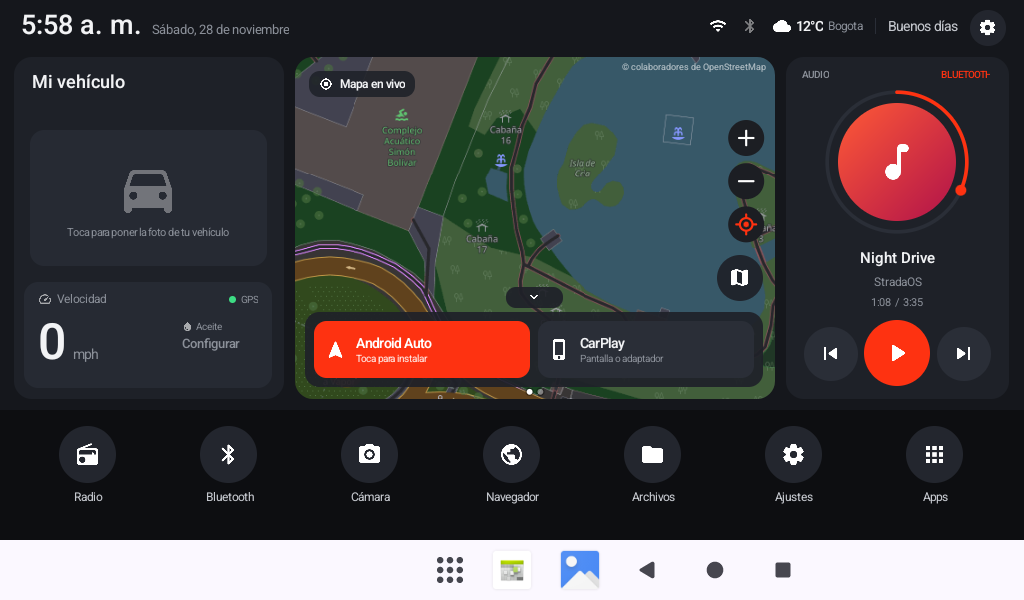 5:58 a. m.
Sábado, 28 de noviembre
12°C Bogota
Buenos días
Mi vehículo
Toca para poner la foto de tu vehículo
Velocidad
GPS
0 mph
Aceite
Configurar
Mapa en vivo
© colaboradores de OpenStreetMap
Complejo
Acuático
Simón
Bolívar
Cabaña
16
Isla de
Cr
Cabaña
17
Android Auto
Toca para instalar
CarPlay
Pantalla o adaptador
AUDIO
BLUETOOTH
Night Drive
StradaOS
1:08 / 3:35
Radio
Bluetooth
Cámara
Navegador
Archivos
Ajustes
Apps